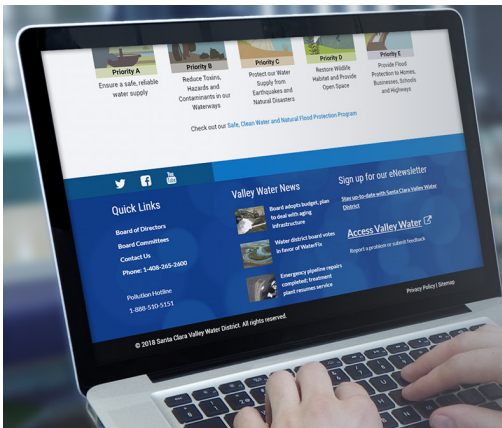 Priority A
Ensure a safe, reliable
water supply
Priority B
Reduce Toxins,
Hazards and
Contaminants in our
Waterways
Priority C
Protect our Water
Supply from
Earthquakes and
Natural Disasters
Priority D
Restore Wildlife
Habitat and Provide
Open Space
Priority E
Provide Flood
Protection to Homes,
Businesses, Schools
and Highways
Check out our Safe, Clean Water and Natural Flood Protection Program
You
Tube
Quick Links
Board of Directors
Board Committees
Contact Us
Phone: 1-408-265-2600
Pollution Hotline
1-888-510-5151
Valley Water News
Board adopts budget, plan
to deal with aging
infrastructure
Water district board votes
in favor of WaterFix
Emergency pipeline repairs
completed; treatment
plant resumes service
Sign up for our eNewsletter
Stay up-to-date with Santa Clara Valley Water
District
Access Valley Water
Report a problem or submit feedback
© 2018 Santa Clara Valley Water District. All rights reserved.
Privacy Policy | Sitemap